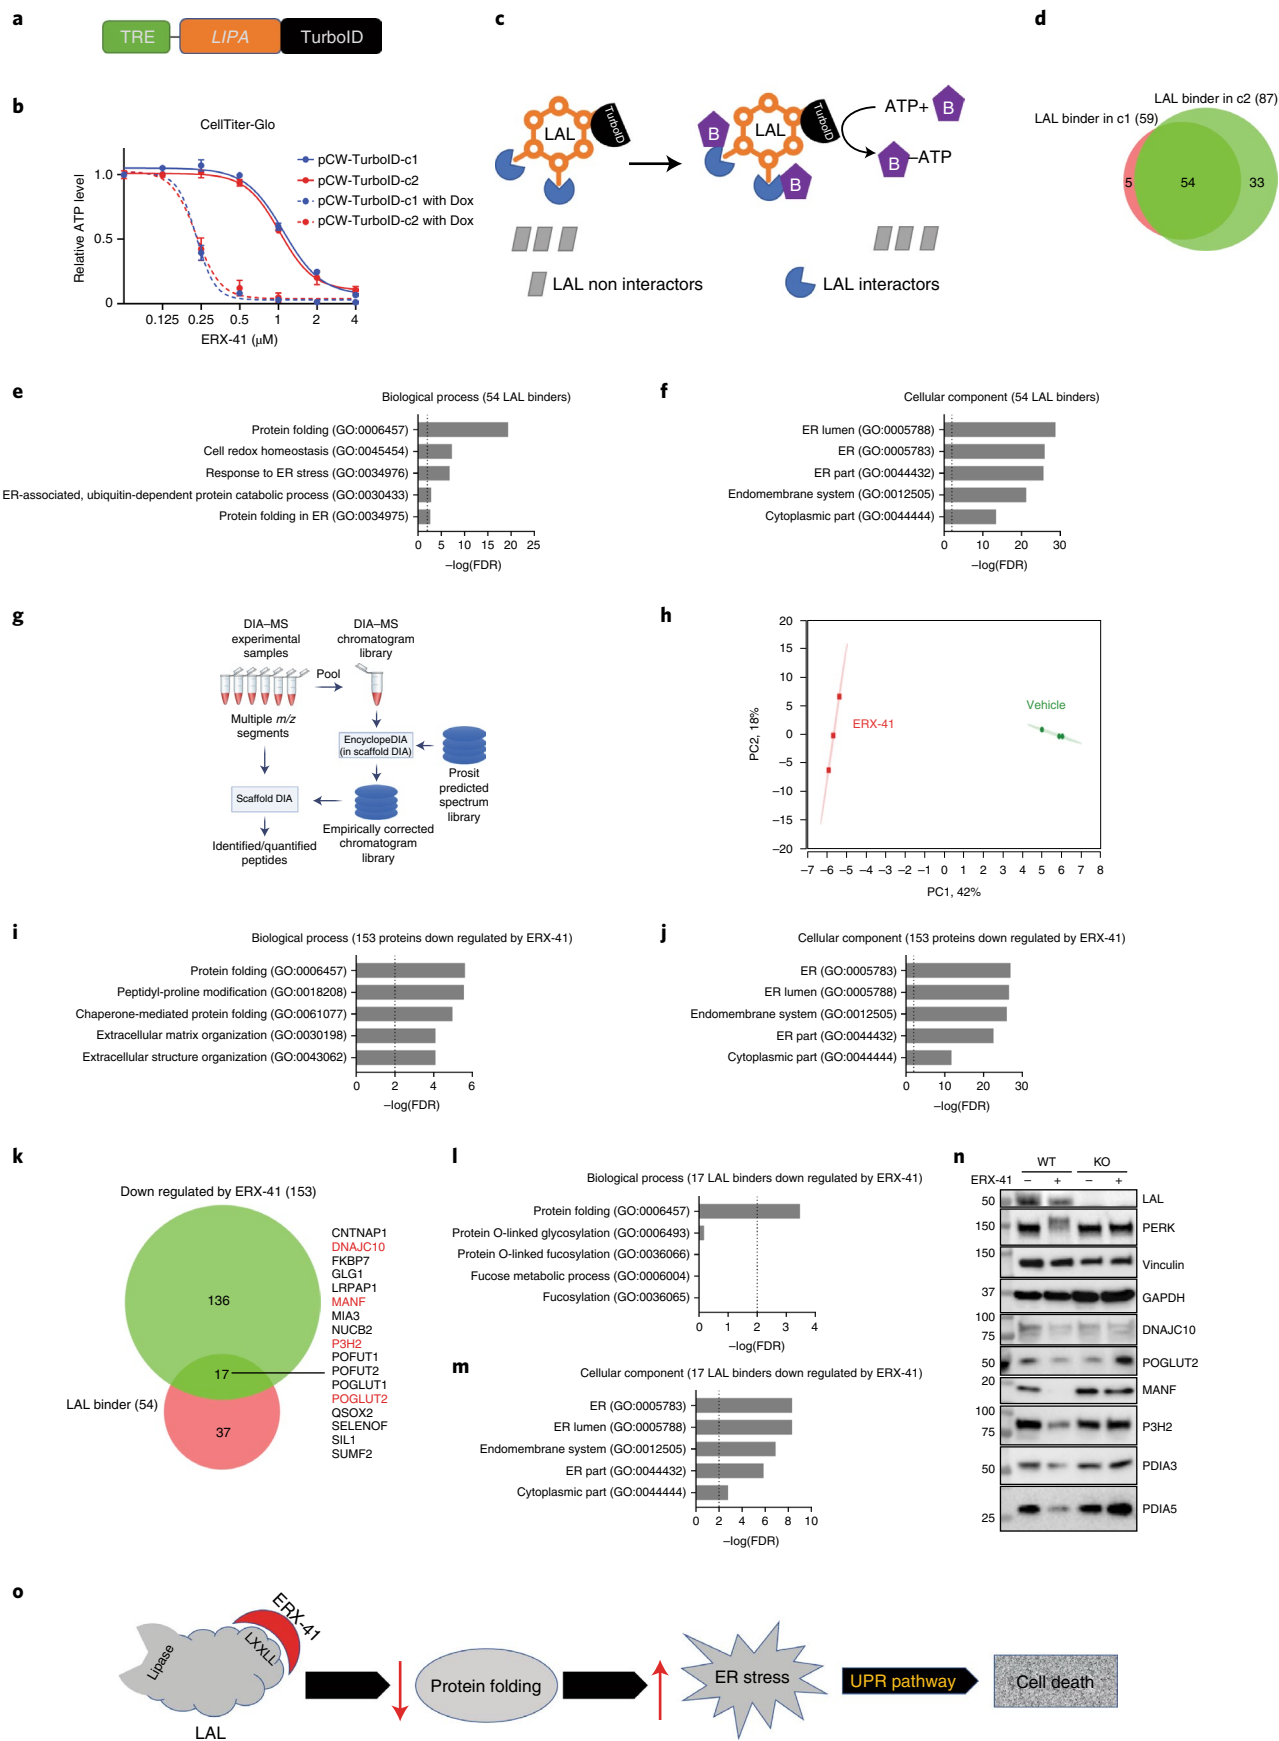 a
TRE
LIPA
TurboID
b
CellTiter-Glo
pCW-TurboID-c1
pCW-TurboID-c2
pCW-TurboID-c1 with Dox
pCW-TurboID-c2 with Dox
Relative ATP level
1.0
0.5
0
0.125 0.25 0.5 1 2 4
ERX-41 (μM)
c
LAL
TurboID
B
LAL
TurboID
B
ATP+ B
B –ATP
LAL non interactors
LAL interactors
d
LAL binder in c2 (87)
LAL binder in c1 (59)
5
54
33
e
Biological process (54 LAL binders)
Protein folding (GO:0006457)
Cell redox homeostasis (GO:0045454)
Response to ER stress (GO:0034976)
ER-associated, ubiquitin-dependent protein catabolic process (GO:0030433)
Protein folding in ER (GO:0034975)
0 5 10 15 20 25
–log(FDR)
f
Cellular component (54 LAL binders)
ER lumen (GO:0005788)
ER (GO:0005783)
ER part (GO:0044432)
Endomembrane system (GO:0012505)
Cytoplasmic part (GO:0044444)
0 10 20 30
–log(FDR)
g
DIA–MS
experimental
samples
Pool
DIA–MS
chromatogram
library
Multiple m/z
segments
EncyclopeDIA
(in scaffold DIA)
Prosit
predicted
spectrum
library
Scaffold DIA
Empirically corrected
chromatogram
library
Identified/quantified
peptides
h
20
15
10
5
0
–5
–10
–15
–20
PC2, 18%
ERX-41
Vehicle
–7 –6 –5 –4 –3 –2 –1 0 1 2 3 4 5 6 7 8
PC1, 42%
i
Biological process (153 proteins down regulated by ERX-41)
Protein folding (GO:0006457)
Peptidyl-proline modification (GO:0018208)
Chaperone-mediated protein folding (GO:0061077)
Extracellular matrix organization (GO:0030198)
Extracellular structure organization (GO:0043062)
0 2 4 6
–log(FDR)
j
Cellular component (153 proteins down regulated by ERX-41)
ER (GO:0005783)
ER lumen (GO:0005788)
Endomembrane system (GO:0012505)
ER part (GO:0044432)
Cytoplasmic part (GO:0044444)
0 10 20 30
–log(FDR)
k
Down regulated by ERX-41 (153)
136
17
LAL binder (54)
37
CNTNAP1
DNAJC10
FKBP7
GLG1
LRPAP1
MANF
MIA3
NUCB2
P3H2
POFUT1
POFUT2
POGLUT1
POGLUT2
QSOX2
SELENOF
SIL1
SUMF2
l
Biological process (17 LAL binders down regulated by ERX-41)
Protein folding (GO:0006457)
Protein O-linked glycosylation (GO:0006493)
Protein O-linked fucosylation (GO:0036066)
Fucose metabolic process (GO:0006004)
Fucosylation (GO:0036065)
0 1 2 3 4
–log(FDR)
m
Cellular component (17 LAL binders down regulated by ERX-41)
ER (GO:0005783)
ER lumen (GO:0005788)
Endomembrane system (GO:0012505)
ER part (GO:0044432)
Cytoplasmic part (GO:0044444)
0 2 4 6 8 10
–log(FDR)
n
WT KO
ERX-41 – + – +
50 LAL
150 PERK
150 Vinculin
37 GAPDH
100
75 DNAJC10
50 POGLUT2
20 MANF
100
75 P3H2
50 PDIA3
25 PDIA5
o
Lipase
LXXLL
ERX-41
LAL
Protein folding
ER stress
UPR pathway
Cell death